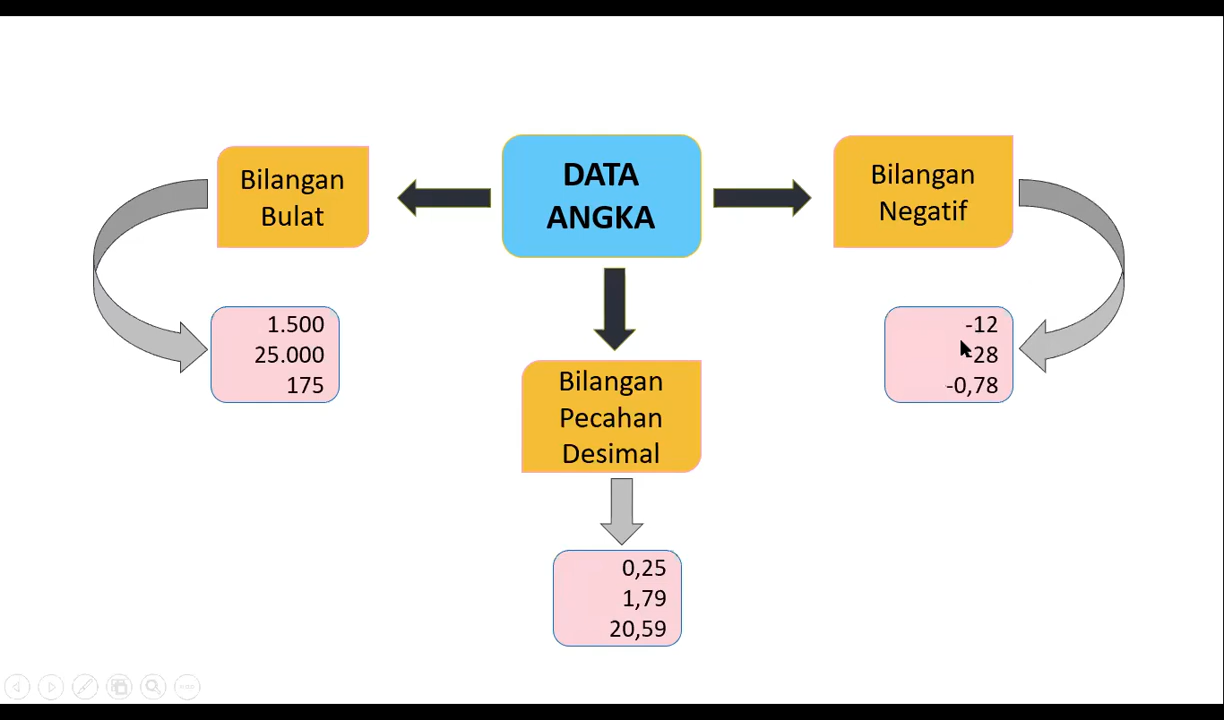 DATA
ANGKA
Bilangan
Bulat
1.500
25.000
175
Bilangan
Pecahan
Desimal
0,25
1,79
20,59
Bilangan
Negatif
-12
-28
-0,78